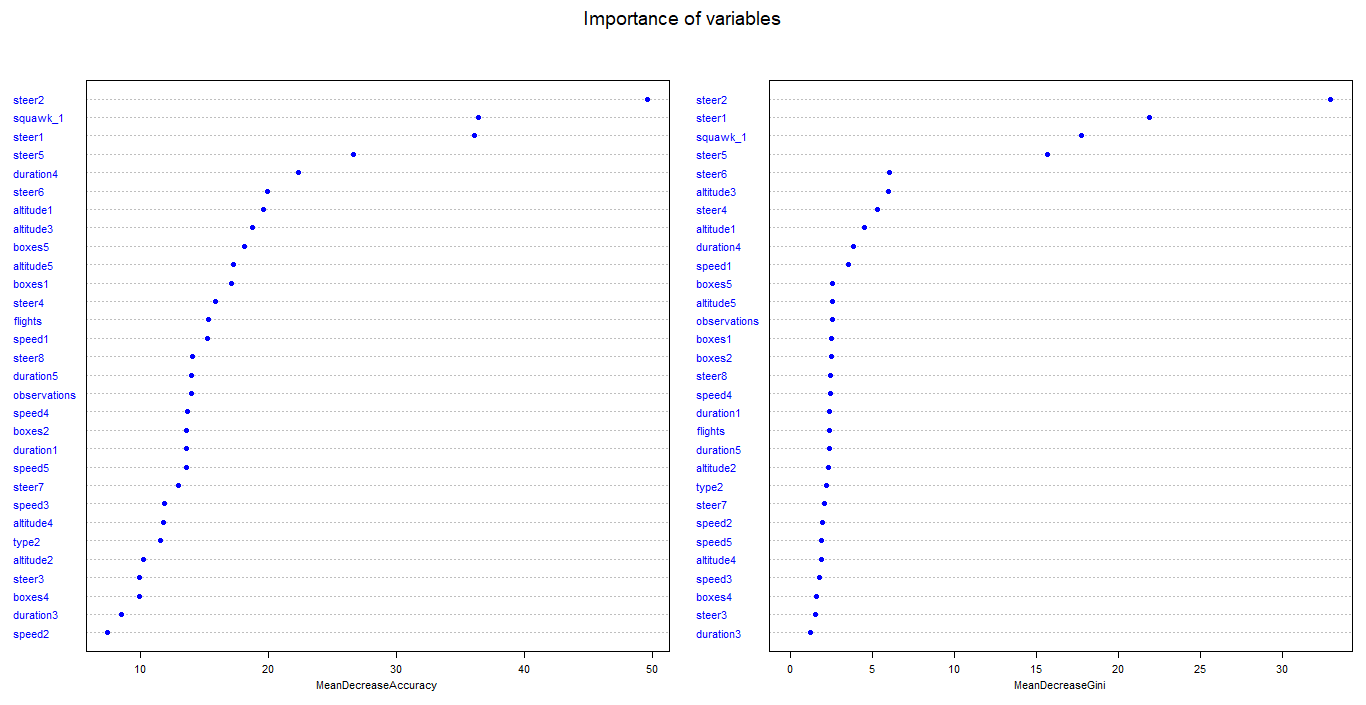 Importance of variables
steer2
squawk_1
steer1
steer5
duration4
steer6
altitude1
altitude3
boxes5
altitude5
boxes1
steer4
flights
speed1
steer8
duration5
observations
speed4
boxes2
duration1
speed5
steer7
speed3
altitude4
type2
altitude2
steer3
boxes4
duration3
speed2
10 20 30 40 50
MeanDecreaseAccuracy
steer2
steer1
squawk_1
steer5
steer6
altitude3
steer4
altitude1
duration4
speed1
boxes5
altitude5
observations
boxes1
boxes2
steer8
speed4
duration1
flights
duration5
altitude2
type2
steer7
speed2
speed5
altitude4
speed3
boxes4
steer3
duration3
0 5 10 15 20 25 30
MeanDecreaseGini